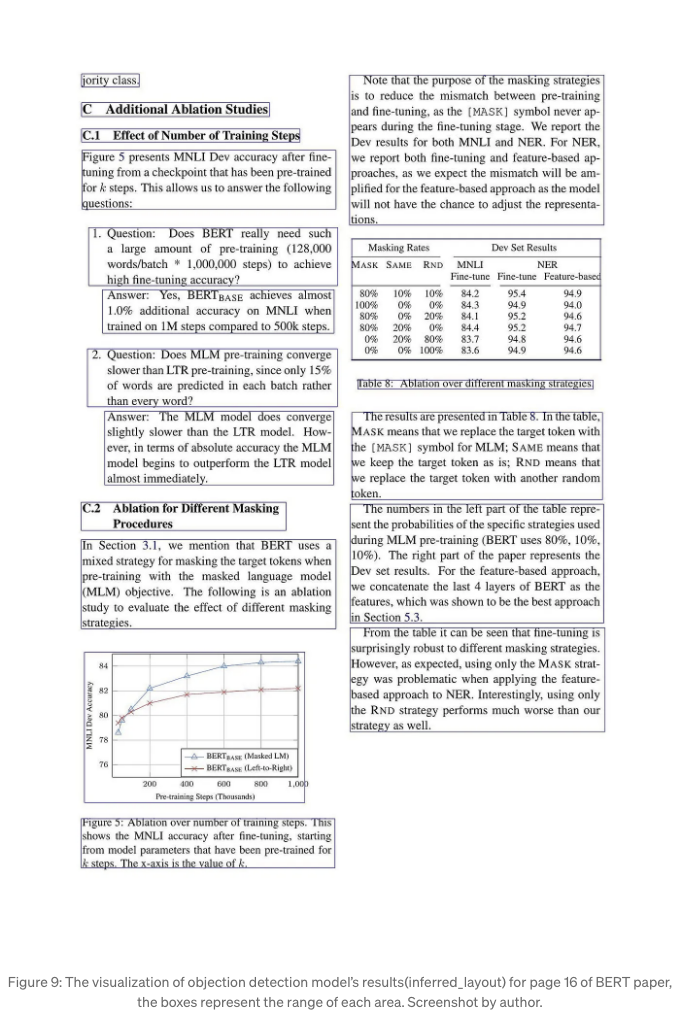 jority class.
C Additional Ablation Studies
C.1 Effect of Number of Training Steps
Figure 5 presents MNLI Dev accuracy after fine-
tuning from a checkpoint that has been pre-trained
for k steps. This allows us to answer the following
questions:
1. Question: Does BERT really need such
a large amount of pre-training (128,000
words/batch * 1,000,000 steps) to achieve
high fine-tuning accuracy?
Answer: Yes, BERTBASE achieves almost
1.0% additional accuracy on MNLI when
trained on 1M steps compared to 500k steps.
2. Question: Does MLM pre-training converge
slower than LTR pre-training, since only 15%
of words are predicted in each batch rather
than every word?
Answer: The MLM model does converge
slightly slower than the LTR model. How-
ever, in terms of absolute accuracy the MLM
model begins to outperform the LTR model
almost immediately.
C.2 Ablation for Different Masking
Procedures
In Section 3.1, we mention that BERT uses a
mixed strategy for masking the target tokens when
pre-training with the masked language model
(MLM) objective. The following is an ablation
study to evaluate the effect of different masking
strategies.
84
82
80
78
76
MNLI Dev Accuracy
BERTBASE (Masked LM)
BERTBASE (Left-to-Right)
200 400 600 800 1,000
Pre-training Steps (Thousands)
Figure 5: Ablation over number of training steps. This
shows the MNLI accuracy after fine-tuning, starting
from model parameters that have been pre-trained for
k steps. The x-axis is the value of k.
Note that the purpose of the masking strategies
is to reduce the mismatch between pre-training
and fine-tuning, as the [MASK] symbol never ap-
pears during the fine-tuning stage. We report the
Dev results for both MNLI and NER. For NER,
we report both fine-tuning and feature-based ap-
proaches, as we expect the mismatch will be am-
plified for the feature-based approach as the model
will not have the chance to adjust the representa-
tions.
Masking Rates Dev Set Results
MASK SAME RND MNLI NER
Fine-tune Fine-tune Feature-based
80% 10% 10% 84.2 95.4 94.9
100% 0% 0% 84.3 94.9 94.0
80% 0% 20% 84.1 95.2 94.6
80% 20% 0% 84.4 95.2 94.7
0% 20% 80% 83.7 94.8 94.6
0% 0% 100% 83.6 94.9 94.6
Table 8: Ablation over different masking strategies.
The results are presented in Table 8. In the table,
MASK means that we replace the target token with
the [MASK] symbol for MLM; SAME means that
we keep the target token as is; RND means that
we replace the target token with another random
token.
The numbers in the left part of the table repre-
sent the probabilities of the specific strategies used
during MLM pre-training (BERT uses 80%, 10%,
10%). The right part of the paper represents the
Dev set results. For the feature-based approach,
we concatenate the last 4 layers of BERT as the
features, which was shown to be the best approach
in Section 5.3.
From the table it can be seen that fine-tuning is
surprisingly robust to different masking strategies.
However, as expected, using only the MASK strat-
egy was problematic when applying the feature-
based approach to NER. Interestingly, using only
the RND strategy performs much worse than our
strategy as well.
Figure 9: The visualization of objection detection model's results(inferred_layout) for page 16 of BERT paper,
the boxes represent the range of each area. Screenshot by author.